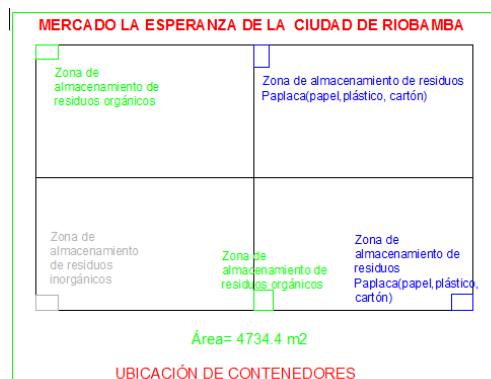 MERCADO LA ESPERANZA DE LA CIUDAD DE RIOBAMBA
Zona de
almacenamiento de
residuos orgánicos
Zona de almacenamiento de residuos
Paplaca(papel,plástico, cartón)
Zona de
almacenamiento
de residuos
inorgánicos
Zona de
almacenamiento de
residuos orgánicos
Zona de
almacenamiento de
residuos
Paplaca(papel,plástico,
cartón)
Área= 4734.4 m2
UBICACIÓN DE CONTENEDORES